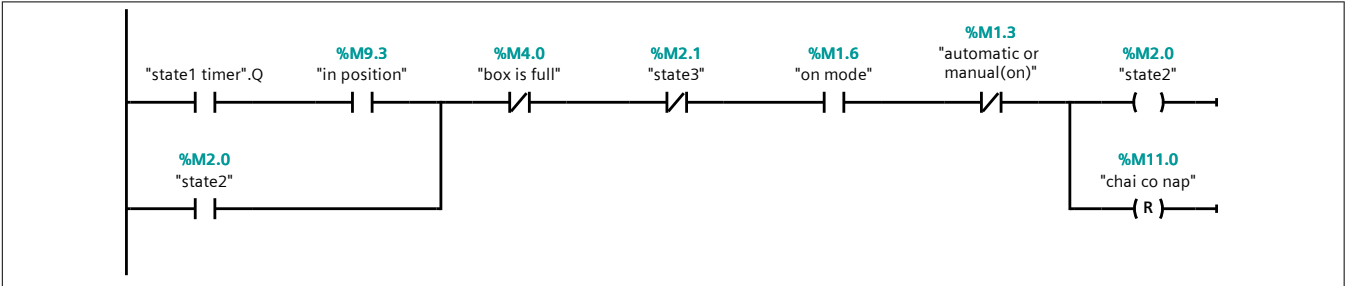 "state1 timer".Q
%M9.3
"in position"
%M4.0
"box is full"
%M2.1
"state3"
%M1.6
"on mode"
%M1.3
"automatic or
manual(on)"
%M2.0
"state2"
%M2.0
"state2"
%M11.0
"chai co nap"
R